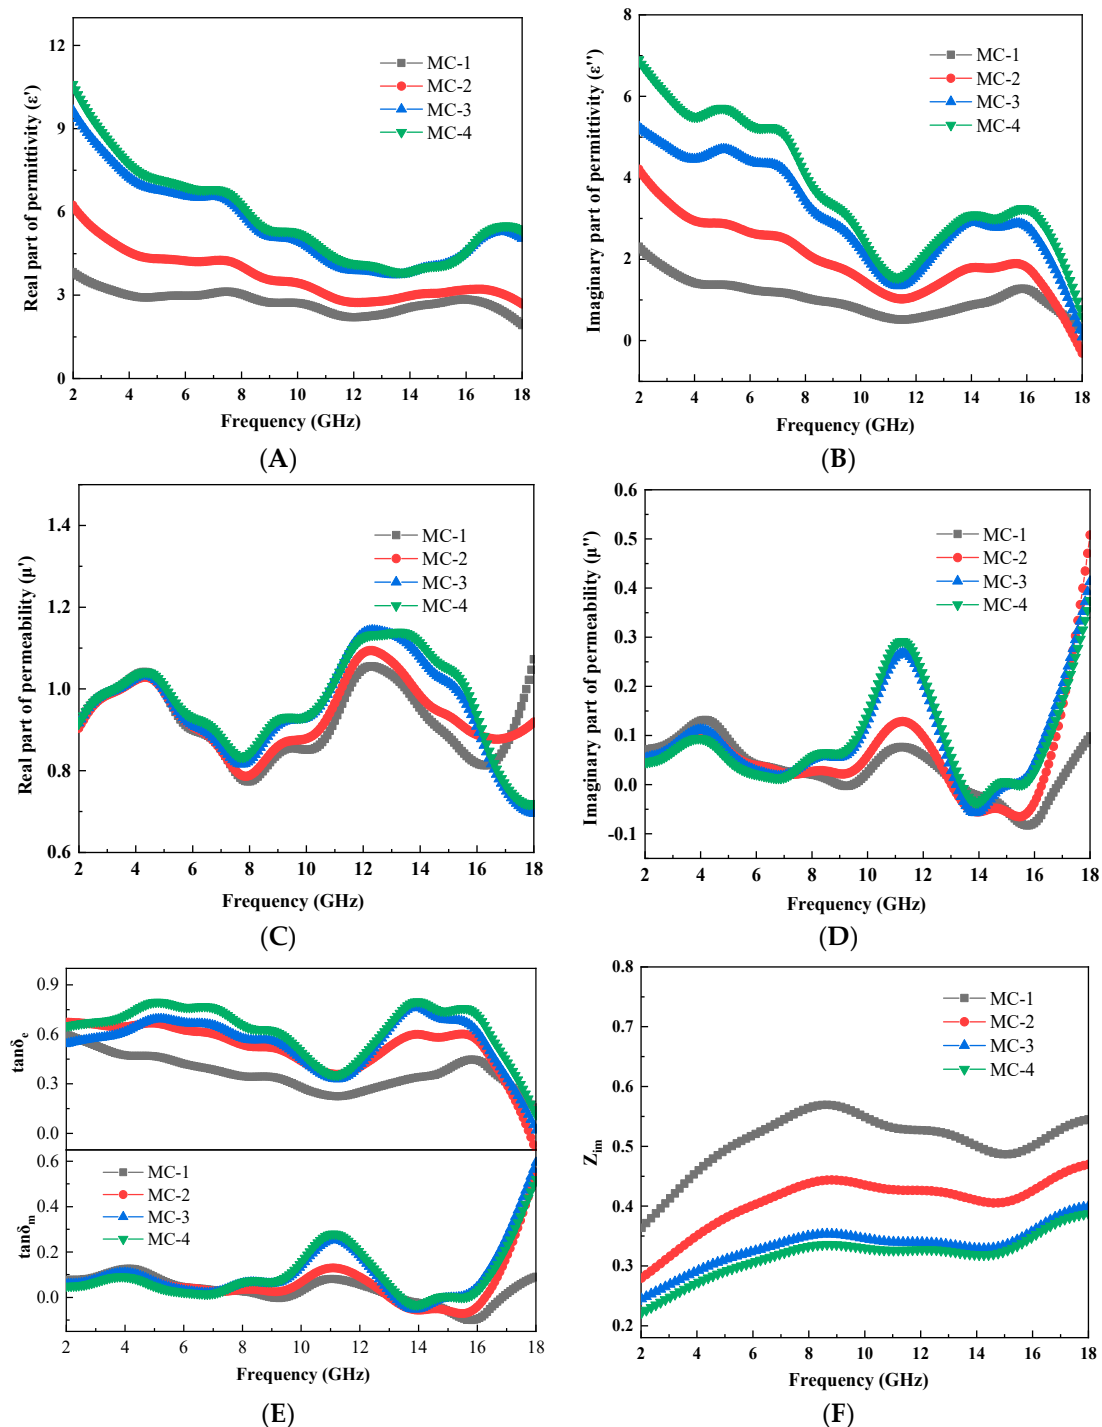 Real part of permittivity (ε')
12
9
6
3
0
MC-1
MC-2
MC-3
MC-4
2 4 6 8 10 12 14 16 18
Frequency (GHz)
(A)
Imaginary part of permittivity (ε'')
8
6
4
2
0
MC-1
MC-2
MC-3
MC-4
2 4 6 8 10 12 14 16 18
Frequency (GHz)
(B)
Real part of permeability (μ')
1.4
1.2
1.0
0.8
0.6
MC-1
MC-2
MC-3
MC-4
2 4 6 8 10 12 14 16 18
Frequency (GHz)
(C)
Imaginary part of permeability (μ'')
0.6
0.5
0.4
0.3
0.2
0.1
0.0
-0.1
MC-1
MC-2
MC-3
MC-4
2 4 6 8 10 12 14 16 18
Frequency (GHz)
(D)
tanδe
0.9
0.6
0.3
0.0
tanδm
0.6
0.4
0.2
0.0
MC-1
MC-2
MC-3
MC-4
2 4 6 8 10 12 14 16 18
Frequency (GHz)
(E)
Zim
0.8
0.7
0.6
0.5
0.4
0.3
0.2
MC-1
MC-2
MC-3
MC-4
2 4 6 8 10 12 14 16 18
Frequency (GHz)
(F)